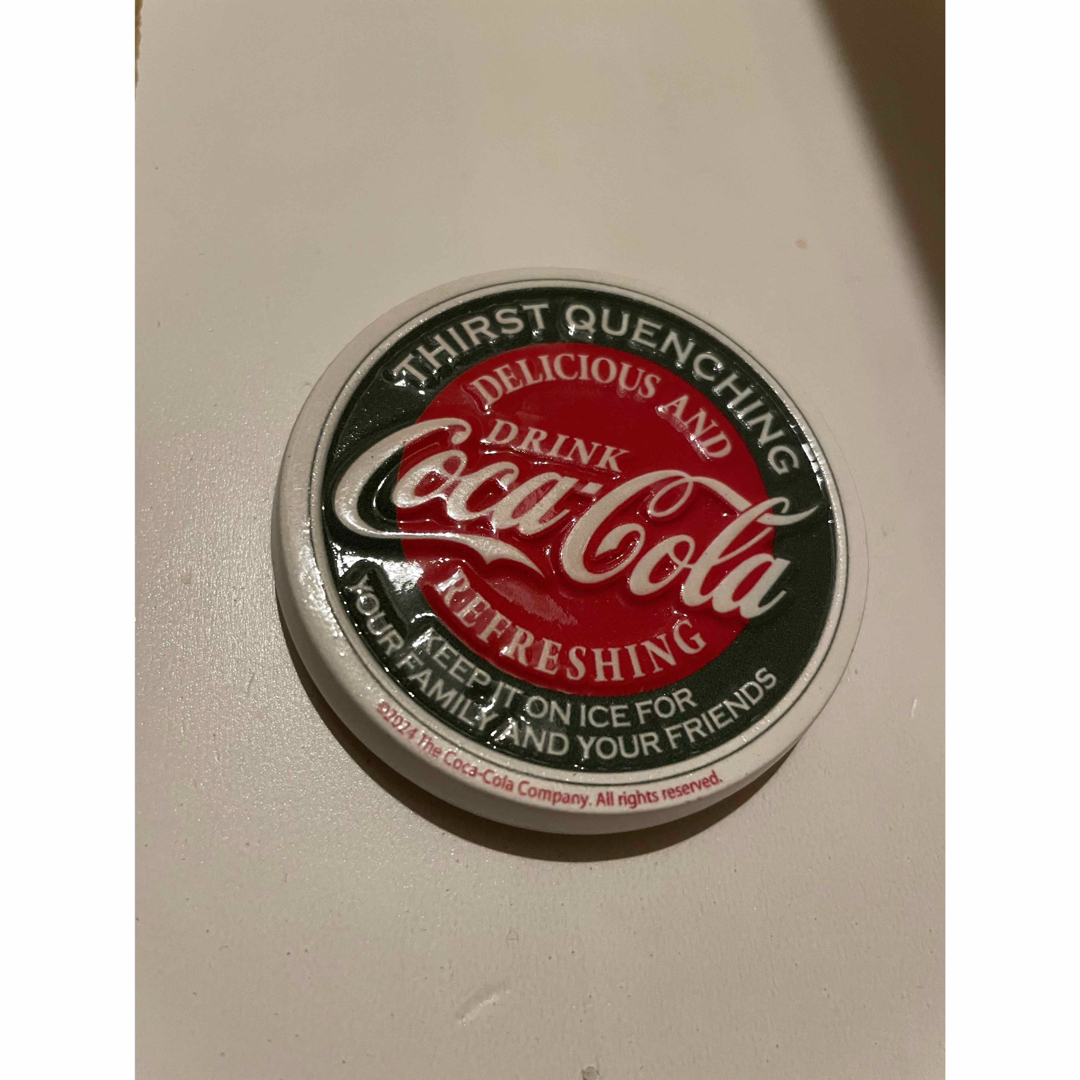 THIRST QUENCHING
DELICIOUS AND
DRINK
Coca-Cola
REFRESHING
KEEP IT ON ICE FOR
YOUR FAMILY AND YOUR FRIENDS
©2024 The Coca-Cola Company. All rights reserved.